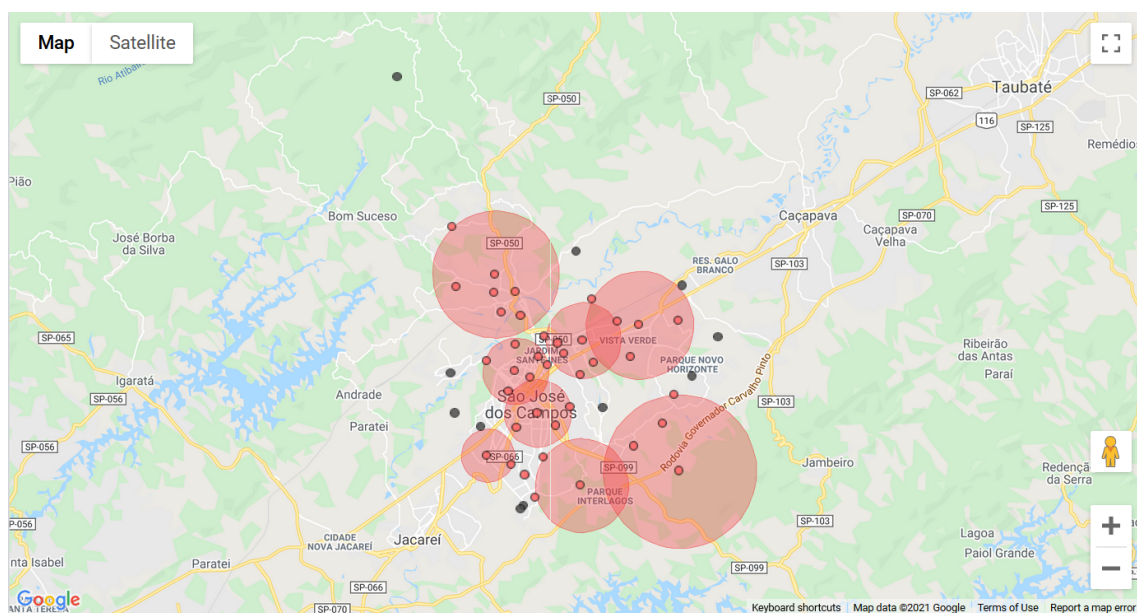 Map
Satellite
Rio Atibaia
SP-050
SP-062
Taubaté
116
SP-125
Remédios
Pião
Bom Sucesso
José Borba
da Silva
Caçapava
SP-070
SP-125
Caçapava
Velha
SP-050
SP-103
RES. GALO
BRANCO
SP-065
VISTA VERDE
JARDIM
PARQUE NOVO
HORIZONTE
Ribeirão
das Antas
Paraí
Igaratá
SP-056
SP-056
Andrade
São José
dos Campos
SP-103
Rodovia Governador Carvalho Pinto
Paratei
SP-056
SP-066
SP-099
Jambeiro
Redenção
da Serra
PARQUE
INTERLAGOS
SP-103
P-056
CIDADE
NOVA JACAREÍ
Jacareí
Lagoa
Paiol Grande
nta Isabel
Paratei
SP-099
SP-066
SP-070
ANTA TEREZA
Google
Keyboard shortcuts
Map data ©2021 Google
Terms of Use
Report a map error